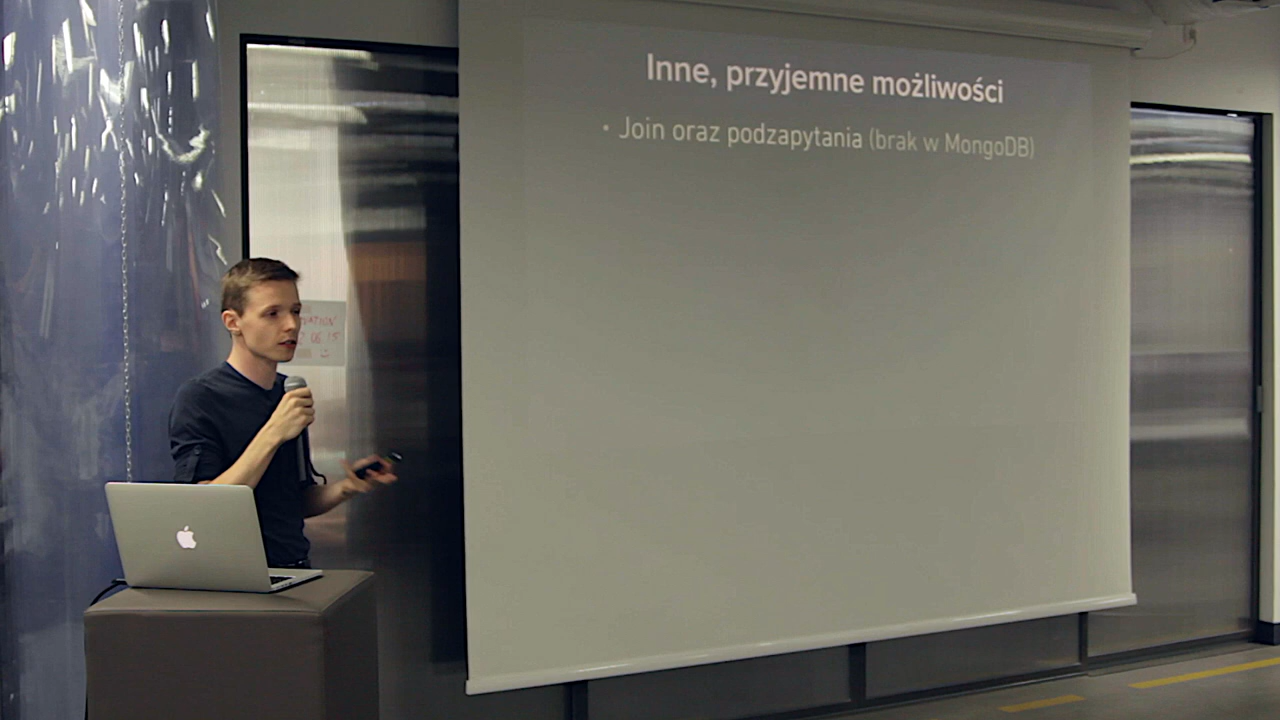 Inne, przyjemne możliwości
• Join oraz podzapytania (brak w MongoDB)